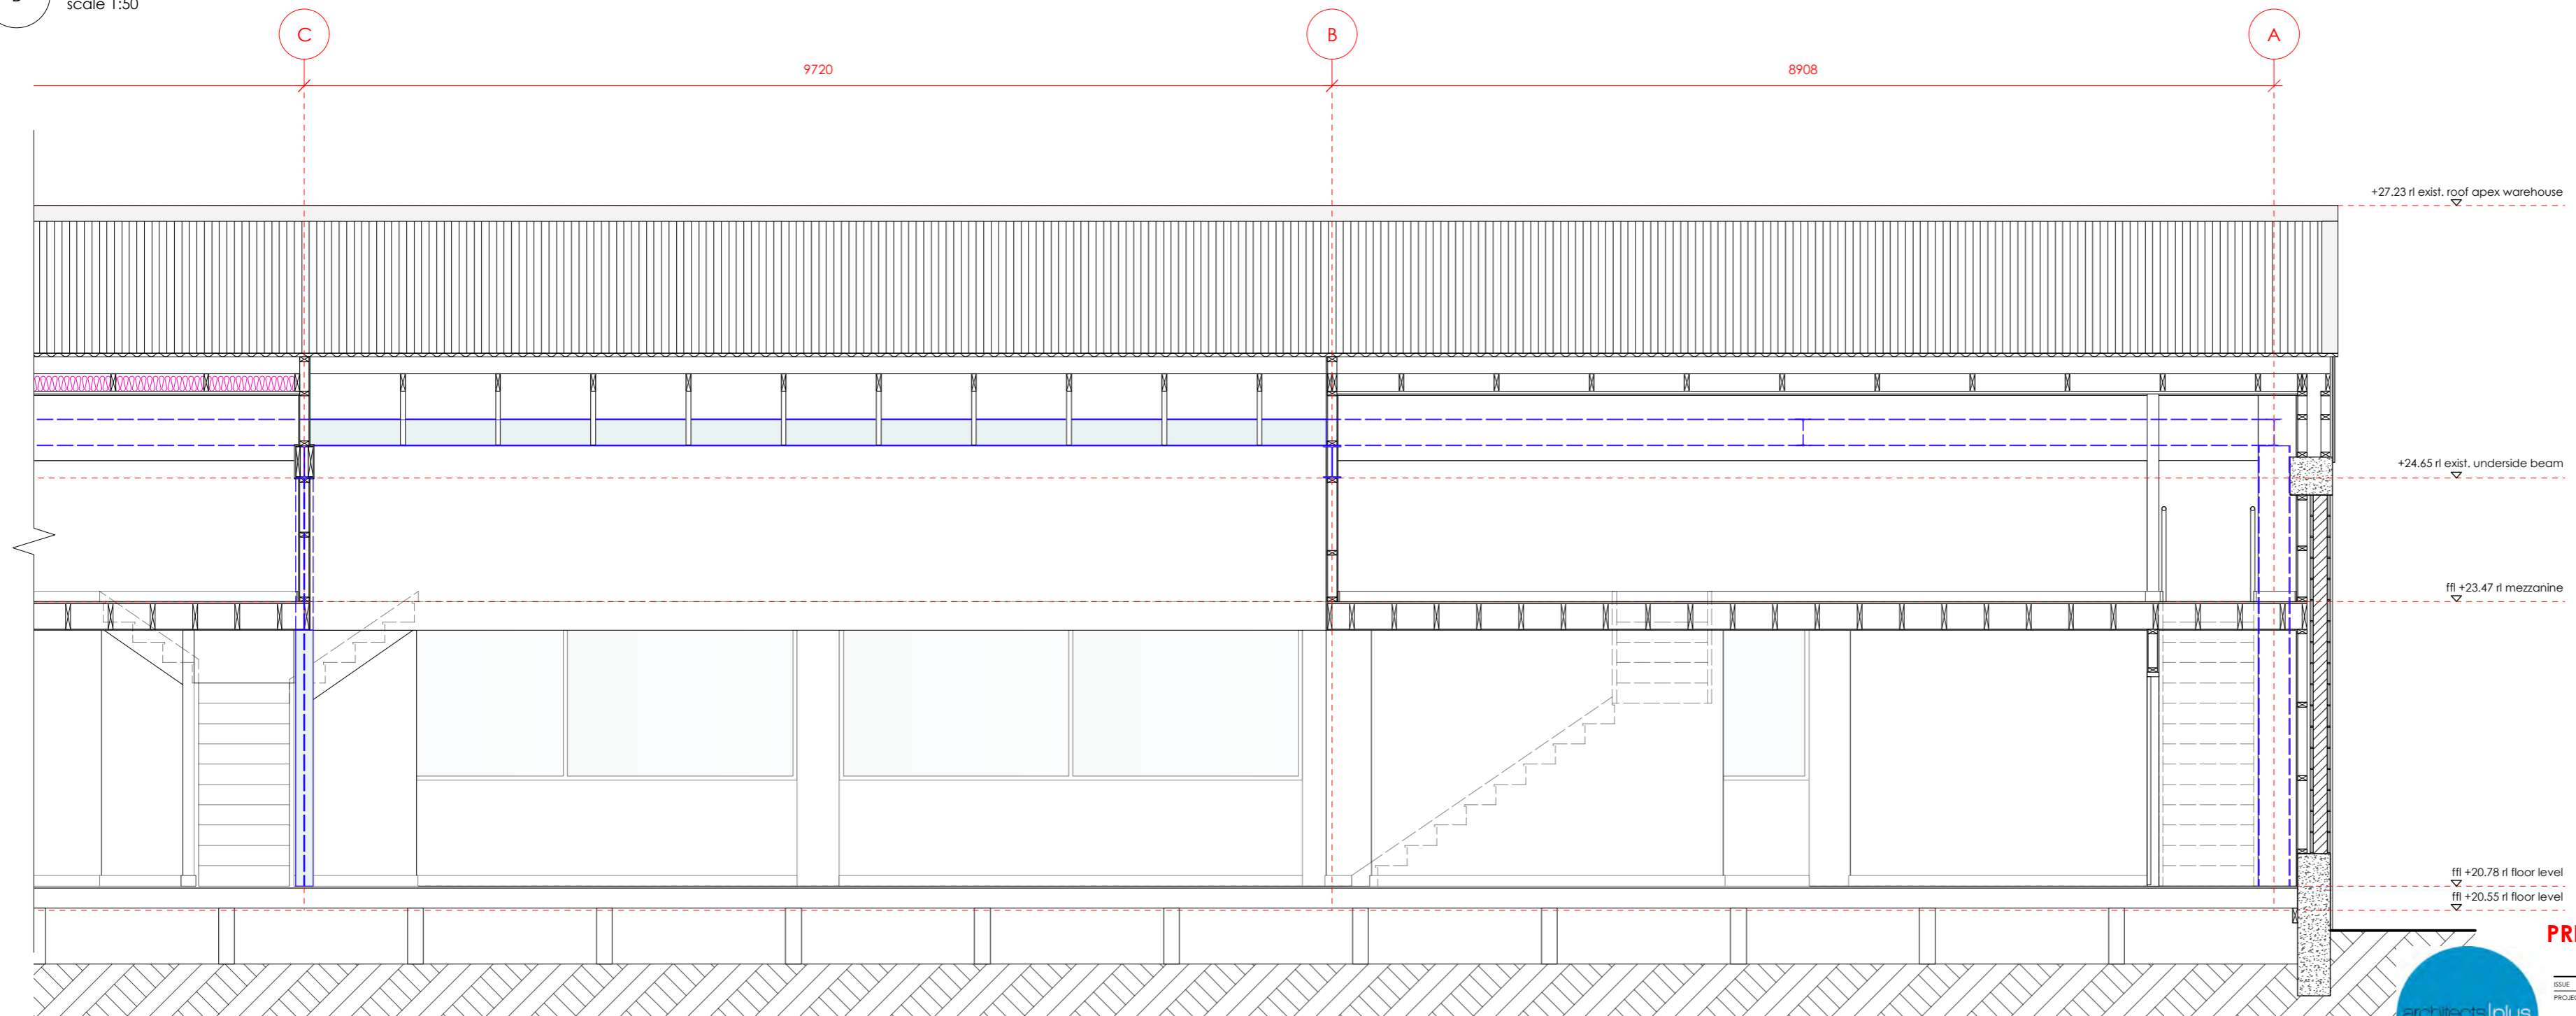 scale 1:50
C
B
A
9720
8908
+27.23 rl exist. roof apex warehouse
+24.65 rl exist. underside beam
ffl +23.47 rl mezzanine
ffl +20.78 rl floor level
ffl +20.55 rl floor level
ISSUE
architects|plus